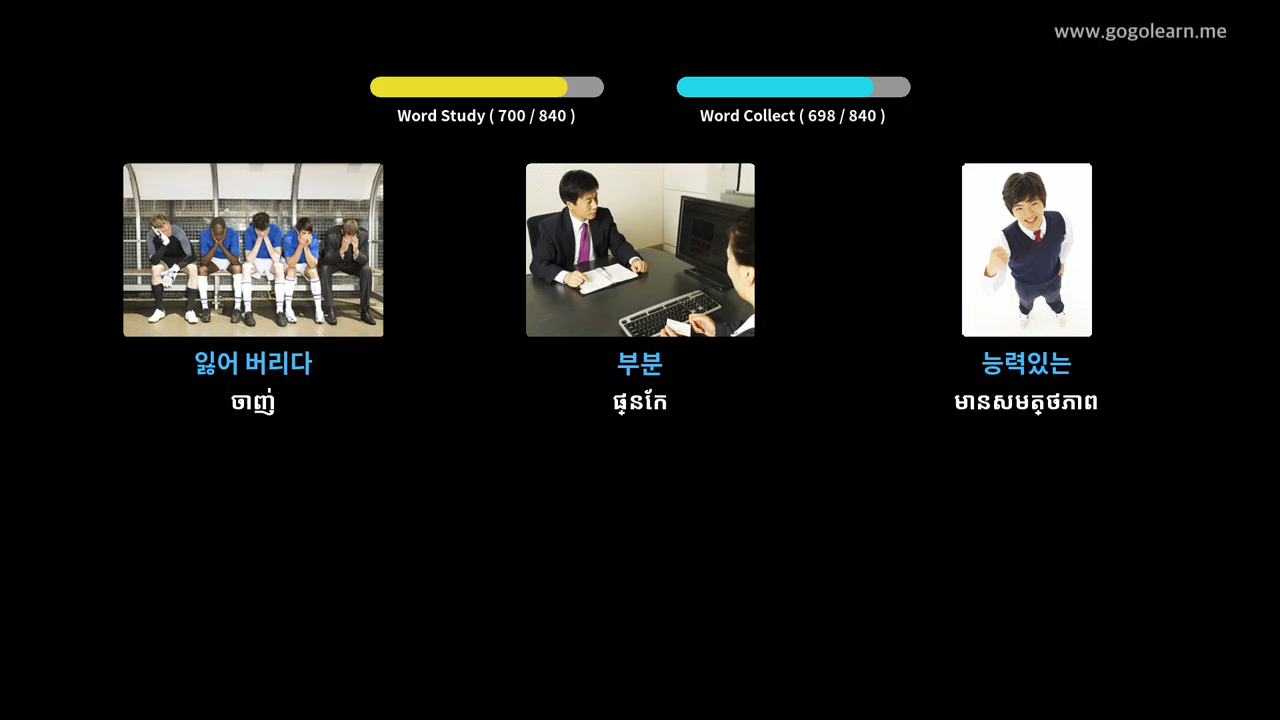 www.gogolearn.me
Word Study ( 700 / 840 )
Word Collect ( 698 / 840 )
잃어 버리다
부분
능력있는
ចាញ់
ផ្នែក
មានសមត្ថភាព